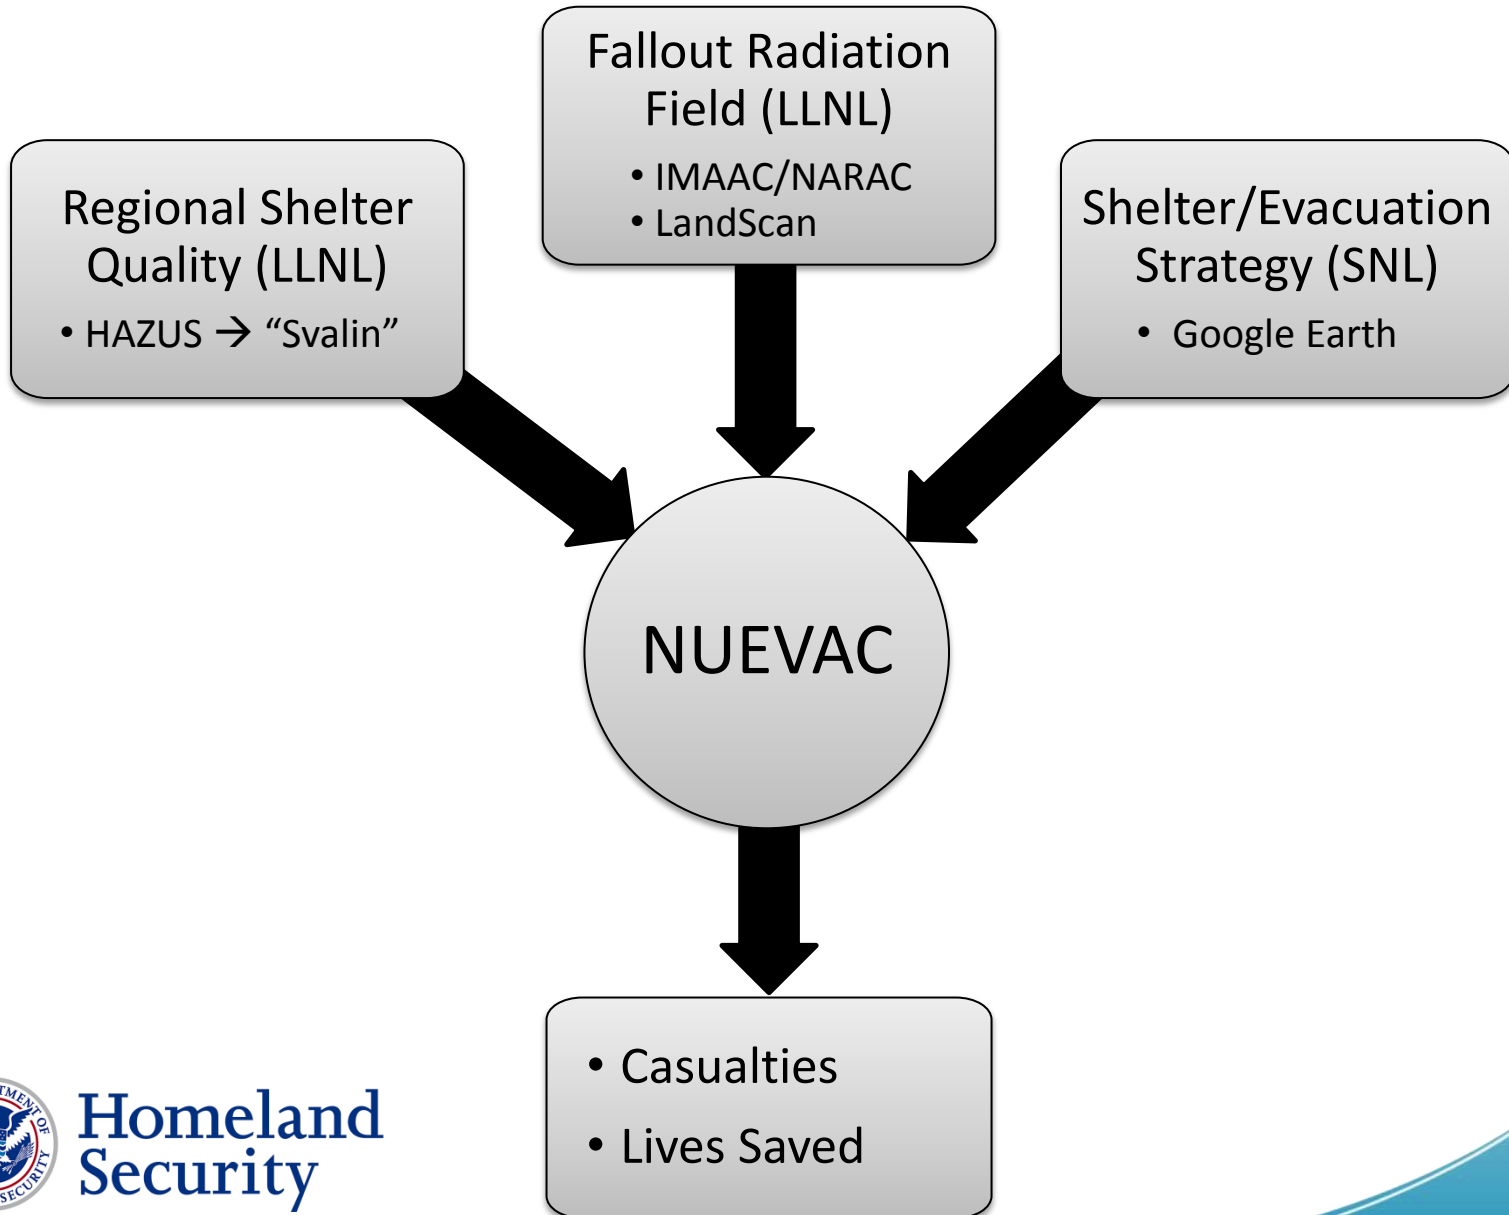 Fallout Radiation
Field (LLNL)
• IMAAC/NARAC
• LandScan
Regional Shelter
Quality (LLNL)
• HAZUS → “Svalin”
Shelter/Evacuation
Strategy (SNL)
• Google Earth
NUEVAC
• Casualties
• Lives Saved
Homeland
Security